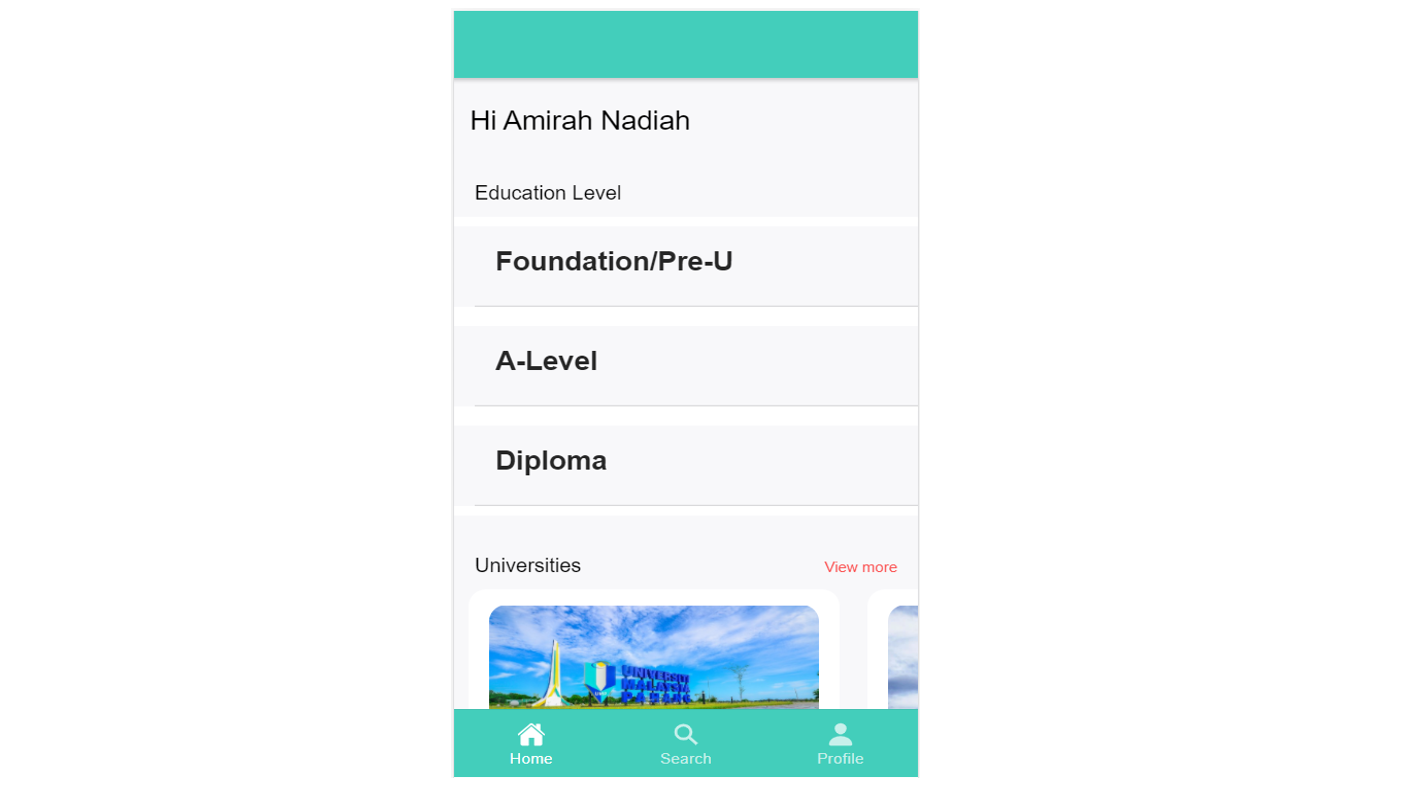 Hi Amirah Nadiah
Education Level
Foundation/Pre-U
A-Level
Diploma
Universities
View more
UNIVERSITI
MALAYSIA
PAHANG
Home
Search
Profile